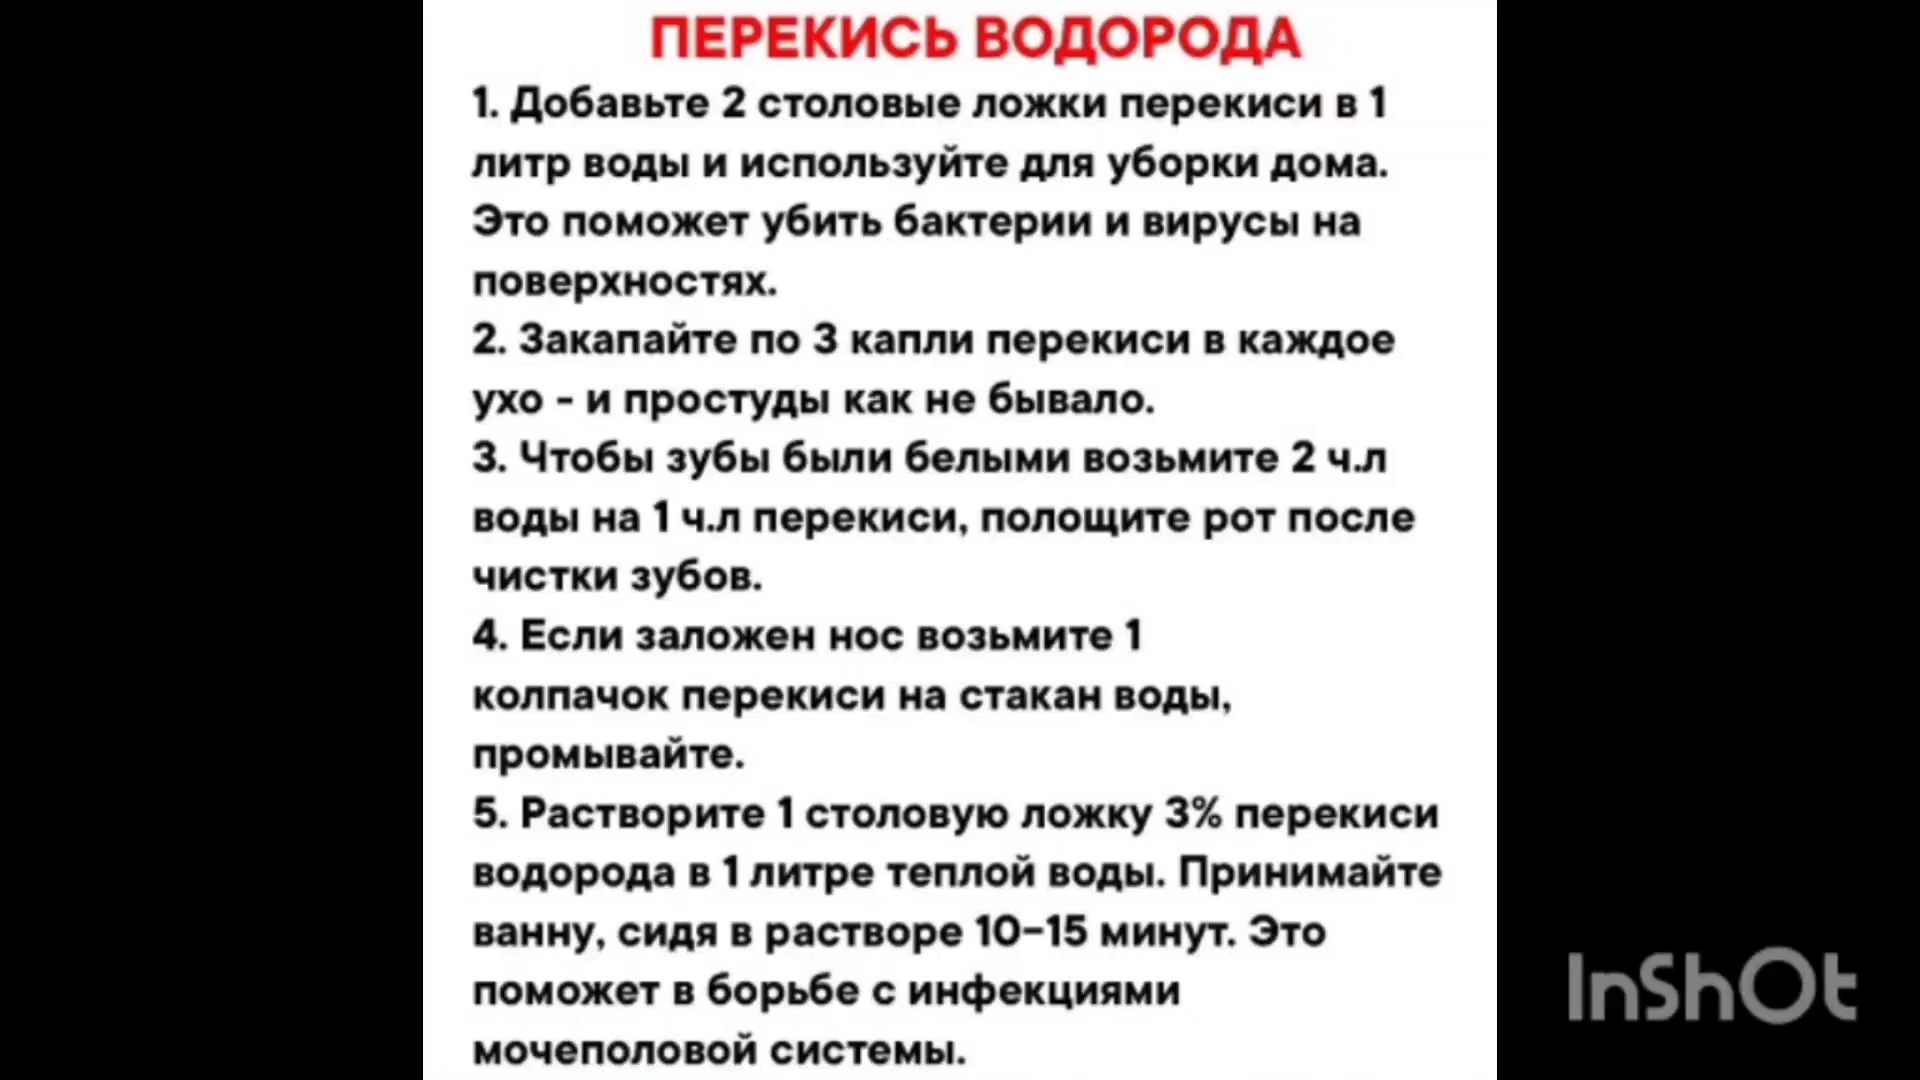 ПЕРЕКИСЬ ВОДОРОДА
1. Добавьте 2 столовые ложки перекиси в 1
литр воды и используйте для уборки дома.
Это поможет убить бактерии и вирусы на
поверхностях.
2. Закапайте по 3 капли перекиси в каждое
ухо - и простуды как не бывало.
3. Чтобы зубы были белыми возьмите 2 ч.л
воды на 1 ч.л перекиси, полощите рот после
чистки зубов.
4. Если заложен нос возьмите 1
колпачок перекиси на стакан воды,
промывайте.
5. Растворите 1 столовую ложку 3% перекиси
водорода в 1 литре теплой воды. Принимайте
ванну, сидя в растворе 10–15 минут. Это
поможет в борьбе с инфекциями
мочеполовой системы.
InShOt